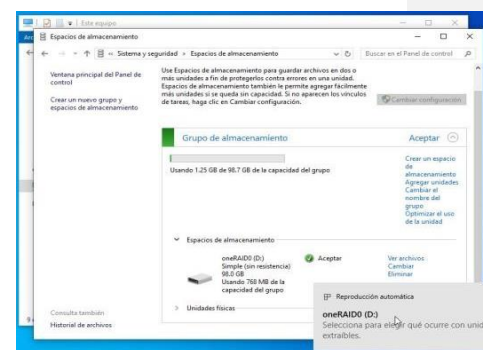 Este equipo
Espacios de almacenamiento
Sistema y seguridad > Espacios de almacenamiento
Buscar en el Panel de control
Ventana principal del Panel de
control
Crear un nuevo grupo y
espacios de almacenamiento
Use Espacios de almacenamiento para guardar archivos en dos o
más unidades a fin de protegerlos contra errores en una unidad.
Espacios de almacenamiento también le permite agregar fácilmente
más unidades si se queda sin capacidad. Si no aparecen los vínculos
de tareas, haga clic en Cambiar configuración.
Cambiar configuración
Grupo de almacenamiento
Aceptar
Usando 1.25 GB de 98.7 GB de la capacidad del grupo
Crear un espacio
de
almacenamiento
Agregar unidades
Cambiar el
nombre del
grupo
Optimizar el uso
de la unidad
Espacios de almacenamiento
oneRAID0 (D:)
Simple (sin resistencia)
98.0 GB
Usando 768 MB de la
capacidad del grupo
Aceptar
Ver archivos
Cambiar
Eliminar
Unidades físicas
Consulta también
Historial de archivos
Reproducción automática
oneRAID0 (D:)
Selecciona para elegir qué ocurre con unid
extraíbles.